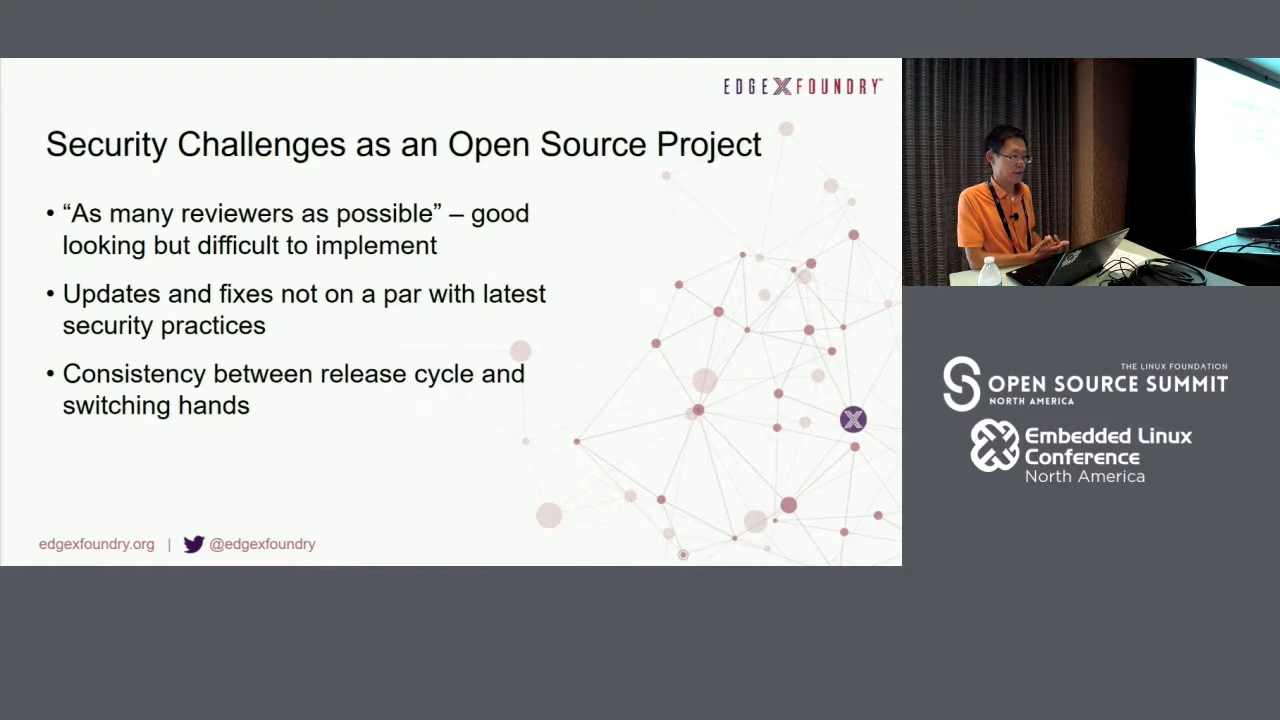 EDGE X FOUNDRY™
Security Challenges as an Open Source Project
• “As many reviewers as possible” – good
looking but difficult to implement
• Updates and fixes not on a par with latest
security practices
• Consistency between release cycle and
switching hands
edgexfoundry.org | @edgexfoundry
THE LINUX FOUNDATION
OPEN SOURCE SUMMIT
NORTH AMERICA
Embedded Linux
Conference
North America